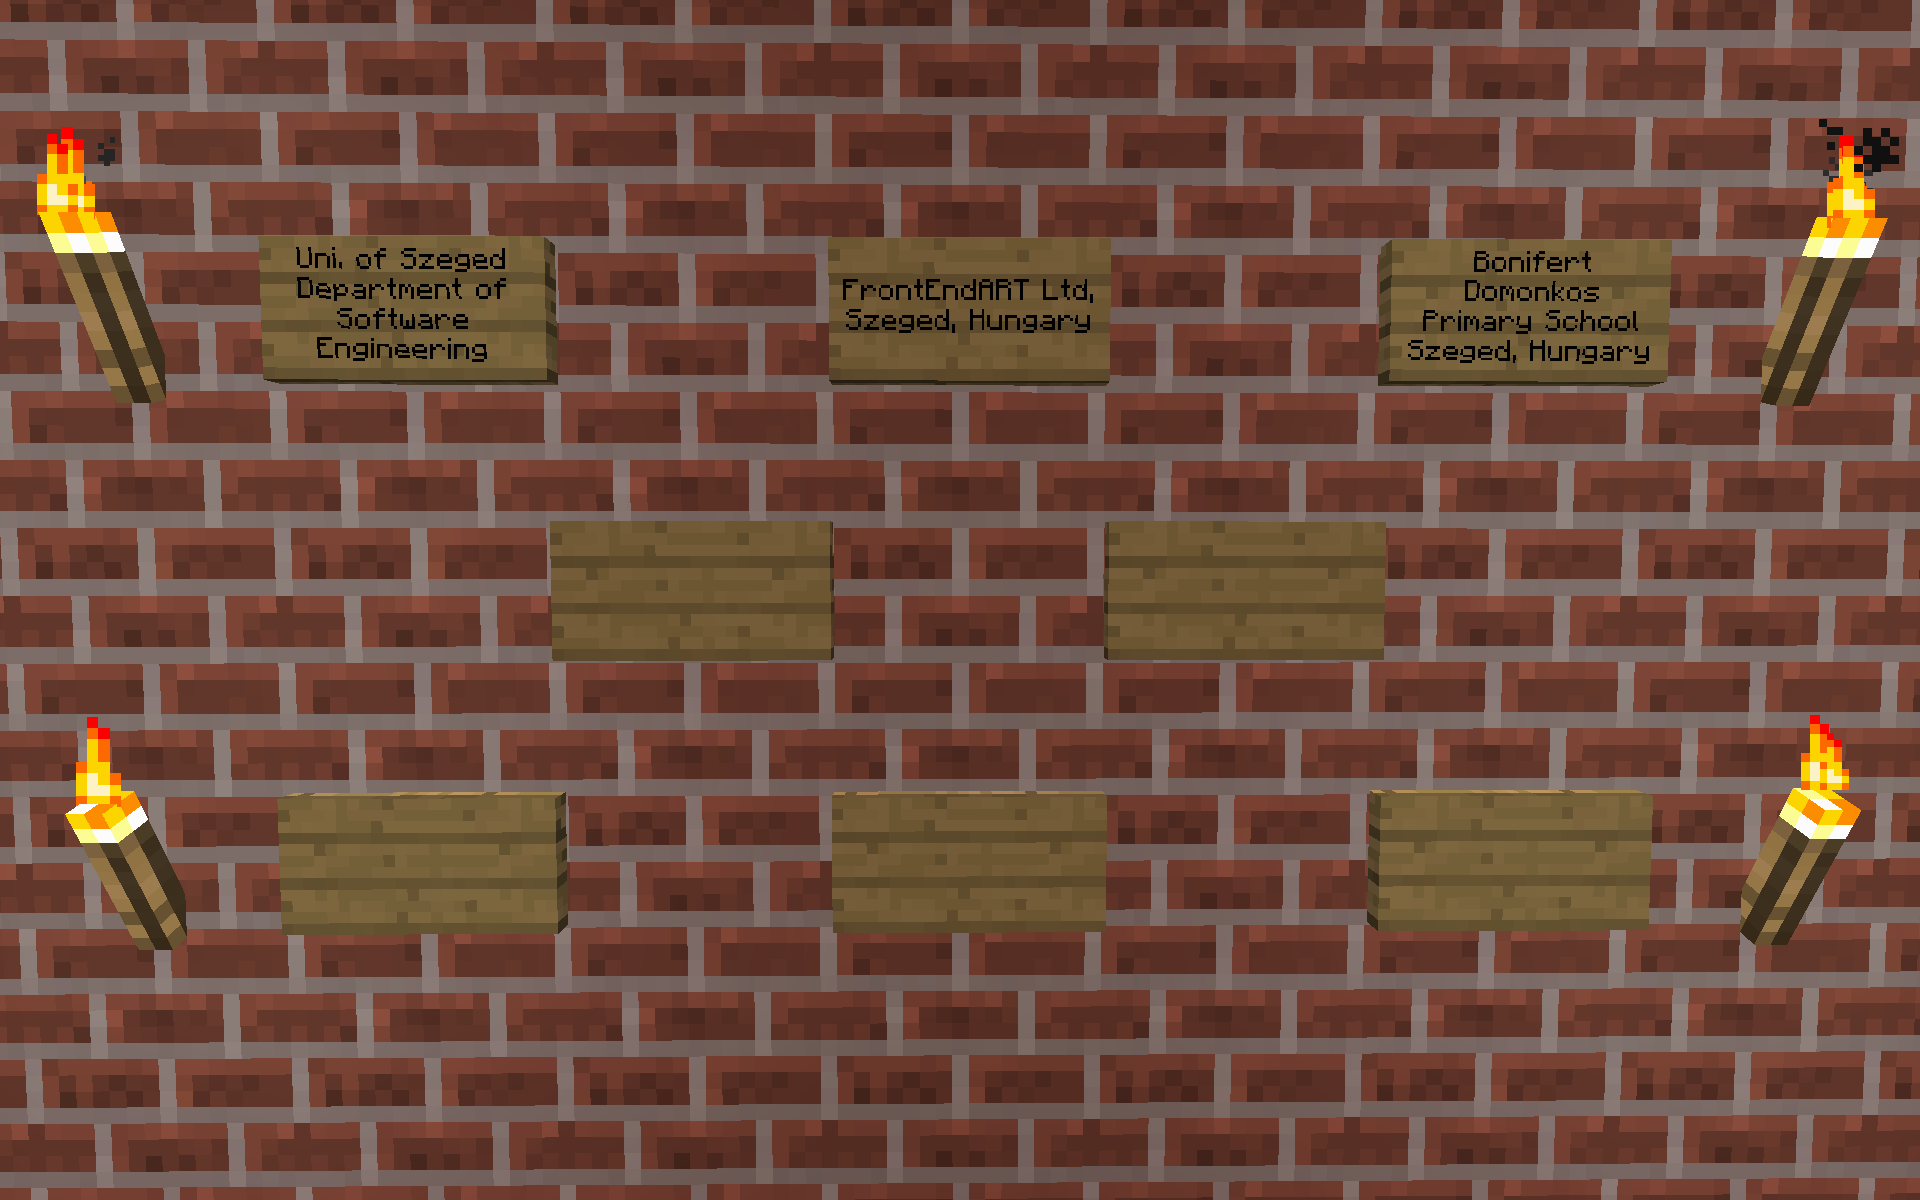 Uni. of Szeged
Department of
Software
Engineering
FrontEndART Ltd,
Szeged, Hungary
Bonifert
Domonkos
Primary School
Szeged, Hungary